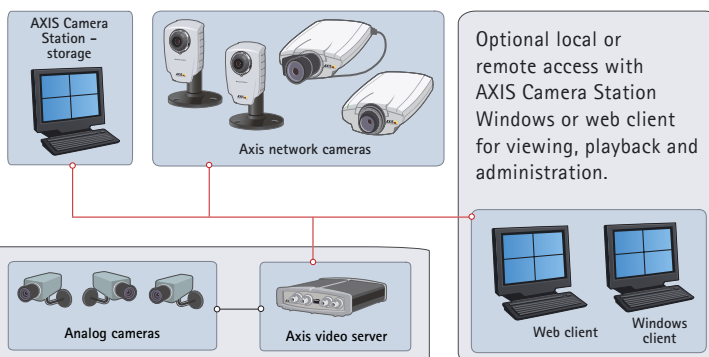 AXIS Camera
Station -
storage
Axis network cameras
Optional local or
remote access with
AXIS Camera Station
Windows or web client
for viewing, playback and
administration.
Analog cameras
Axis video server
Web client
Windows
client